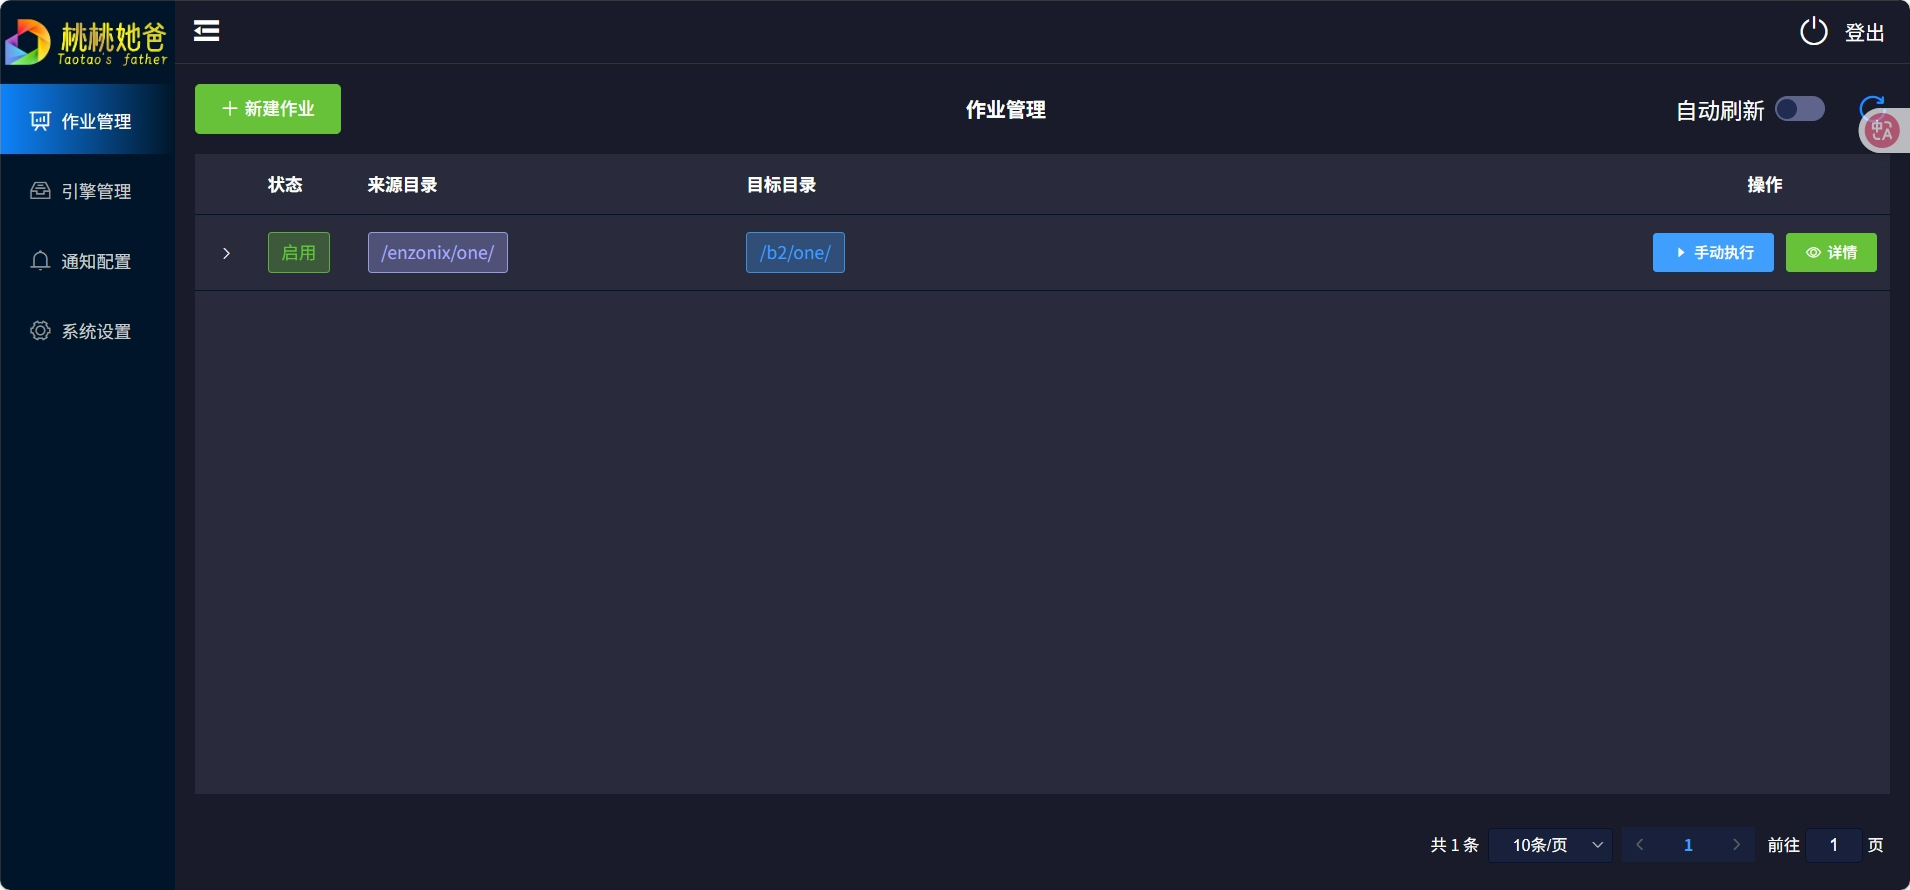 桃桃她爸
Taotao's father
登出
作业管理
引擎管理
通知配置
系统设置
新建作业
作业管理
自动刷新
中A
状态 来源目录 目标目录 操作
启用 /enzonix/one/ /b2/one/ 手动执行 详情
共 1 条 10条/页 1 前往 1 页